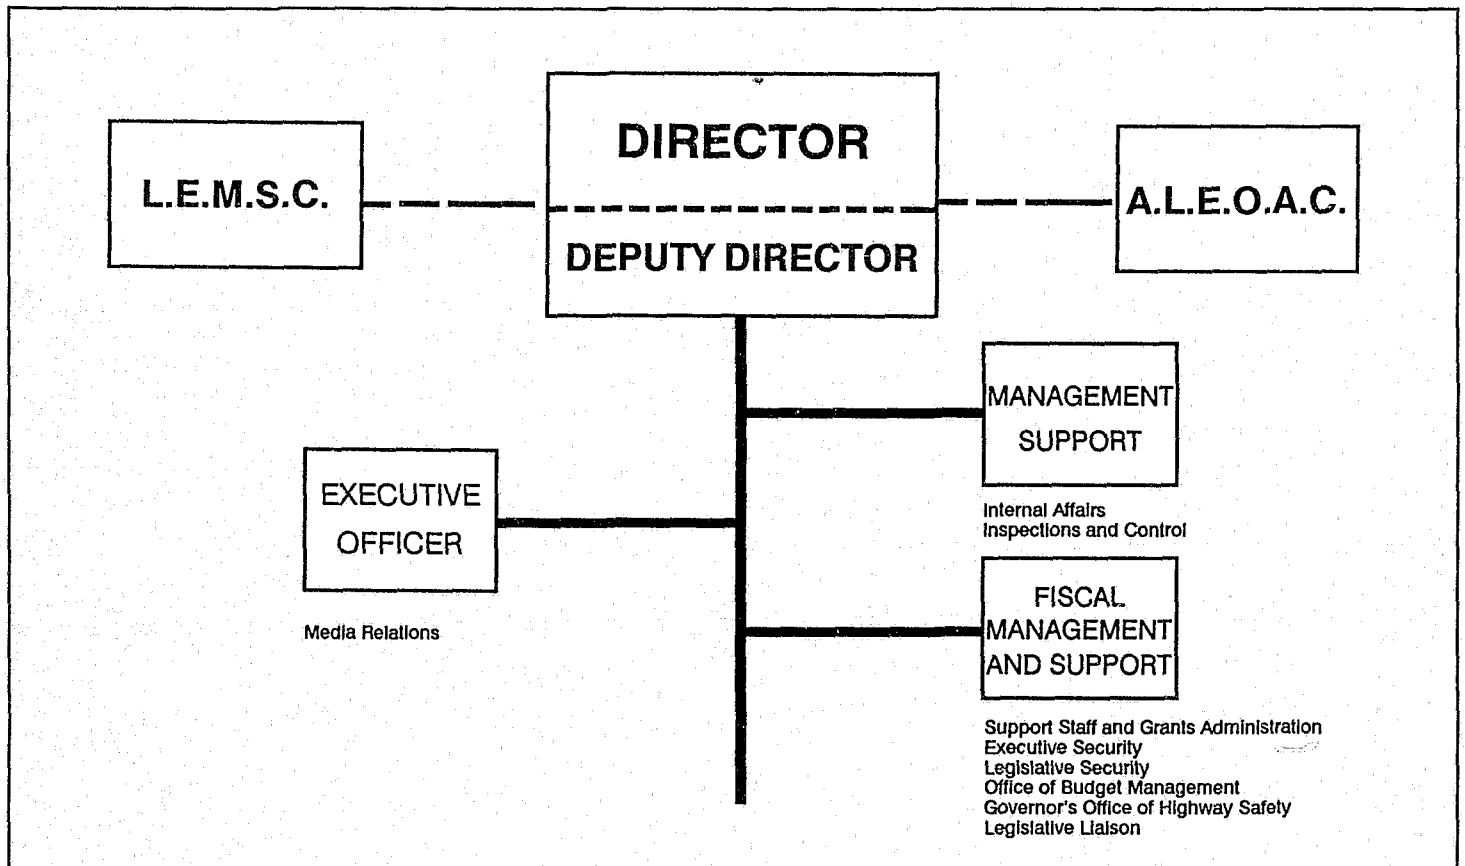 DIRECTOR
L.E.M.S.C.
A.L.E.O.A.C.
DEPUTY DIRECTOR
MANAGEMENT
SUPPORT
Internal Affairs
Inspections and Control
EXECUTIVE
OFFICER
Media Relations
FISCAL
MANAGEMENT
AND SUPPORT
Support Staff and Grants Administration
Executive Security
Legislative Security
Office of Budget Management
Governor's Office of Highway Safety
Legislative Liaison